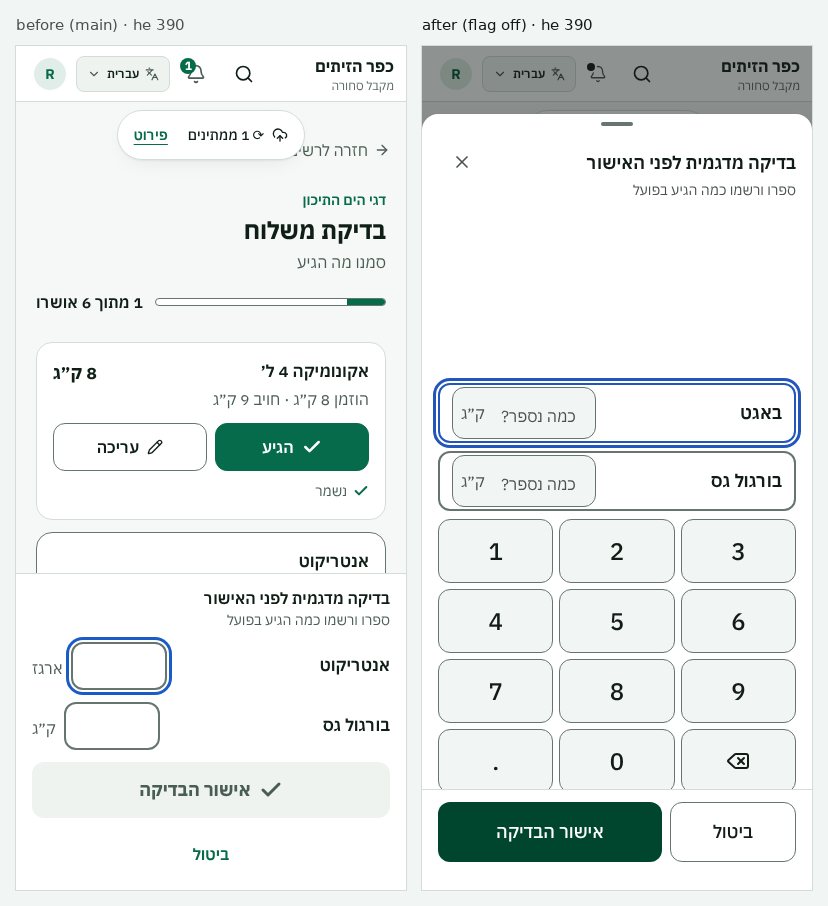 before (main) · he 390
כפר הזיתים
מקבל סחורה
1
עברית
R
1 ממתינים
פירוט
חזרה לרשי
דגי הים התיכון
בדיקת משלוח
סמנו מה הגיע
1 מתוך 6 אושרו
אקונומיקה 4 ל׳
8 ק״ג
הוזמן 8 ק״ג · חויב 9 ק״ג
הגיע
עריכה
נשמר
אנטריקוט
בדיקה מדגמית לפני האישור
ספרו ורשמו כמה הגיע בפועל
אנטריקוט
ארגז
בורגול גס
ק״ג
אישור הבדיקה
ביטול
after (flag off) · he 390
כפר הזיתים
מקבל סחורה
עברית
R
בדיקה מדגמית לפני האישור
ספרו ורשמו כמה הגיע בפועל
באגט
כמה נספר?
ק״ג
בורגול גס
כמה נספר?
ק״ג
1 2 3
4 5 6
7 8 9
. 0
ביטול
אישור הבדיקה